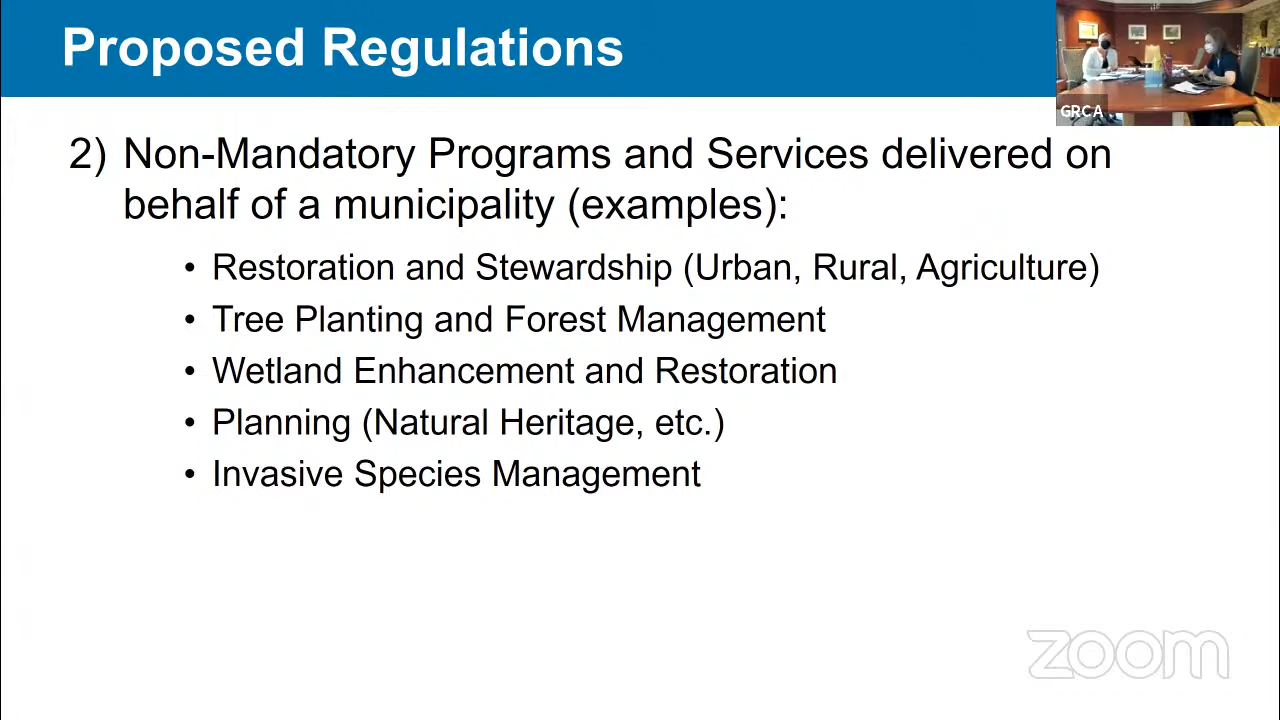 Proposed Regulations
GRCA
2) Non-Mandatory Programs and Services delivered on
behalf of a municipality (examples):
• Restoration and Stewardship (Urban, Rural, Agriculture)
• Tree Planting and Forest Management
• Wetland Enhancement and Restoration
• Planning (Natural Heritage, etc.)
• Invasive Species Management
zoom